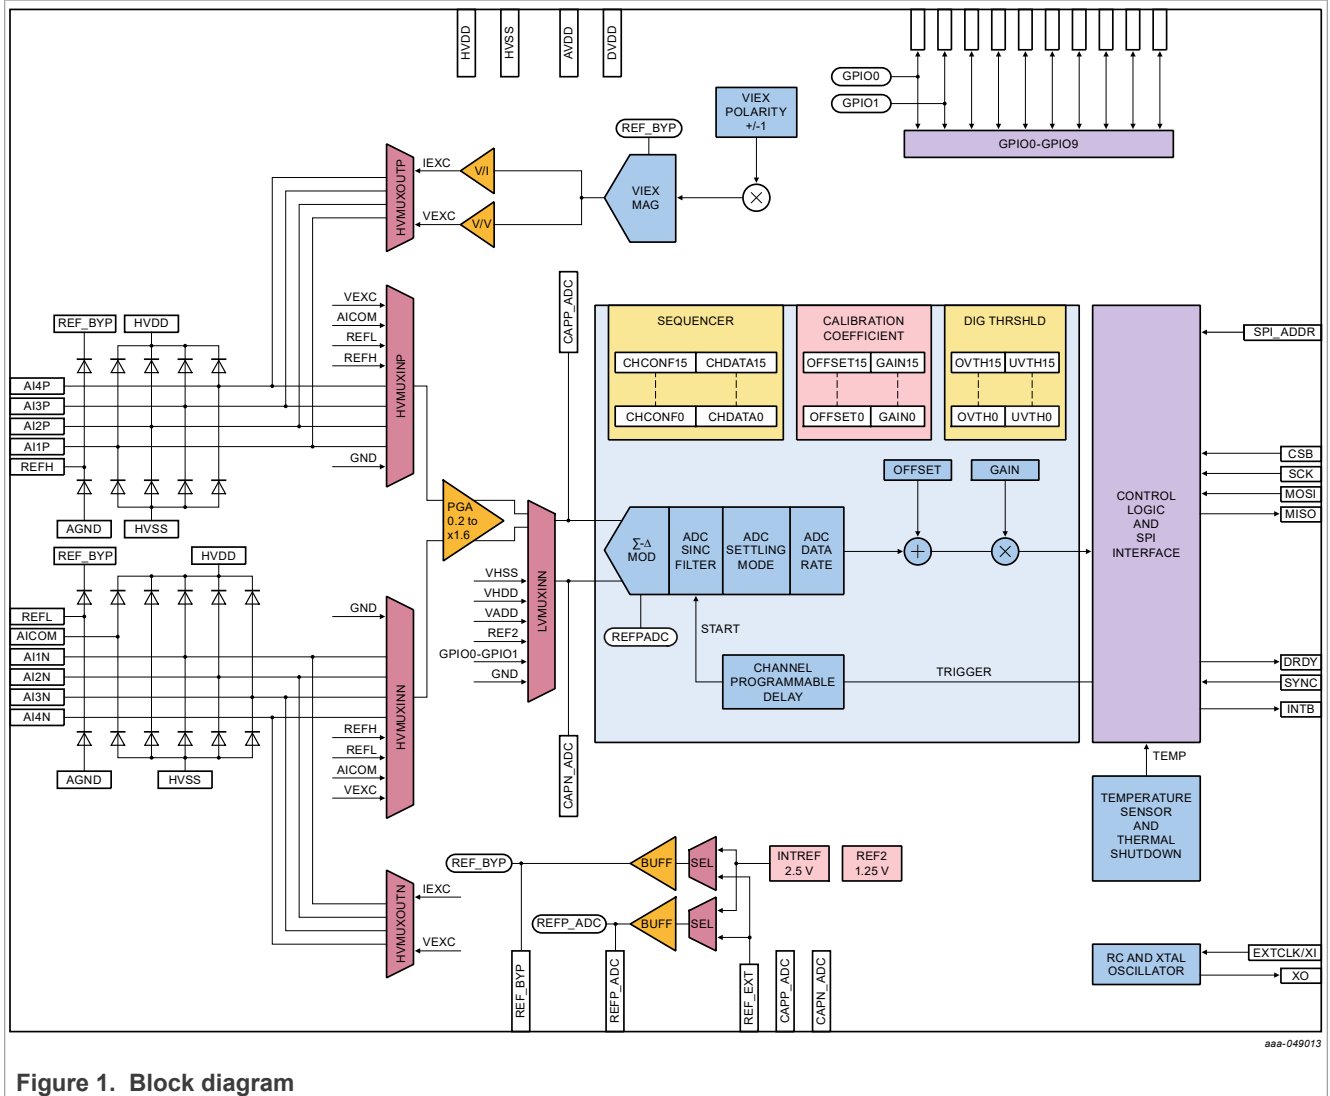 HVDD
HVSS
AVDD
DVDD
GPIO0
GPIO1
GPIO0-GPIO9
VIEX
POLARITY
+/-1
REF_BYP
VIEX
MAG
HVMUXOUTP
IEXC
V/I
VEXC
V/V
VEXC
AICOM
REFL
REFH
GND
HVMUXINP
REF_BYP
HVDD
AI4P
AI3P
AI2P
AI1P
REFH
AGND
HVSS
REF_BYP
HVDD
REFL
AICOM
AI1N
AI2N
AI3N
AI4N
AGND
HVSS
GND
REFH
REFL
AICOM
VEXC
HVMUXINN
PGA
0.2 to
x1.6
VHSS
VHDD
VADD
REF2
GPIO0-GPIO1
GND
LVMUXINN
CAPP_ADC
CAPN_ADC
SEQUENCER
CHCONF15
CHDATA15
CHCONF0
CHDATA0
CALIBRATION
COEFFICIENT
OFFSET15
GAIN15
OFFSET0
GAIN0
DIG THRSHLD
OVTH15
UVTH15
OVTH0
UVTH0
OFFSET
GAIN
∑-Δ
MOD
ADC
SINC
FILTER
ADC
SETTLING
MODE
ADC
DATA
RATE
REFPADC
START
CHANNEL
PROGRAMMABLE
DELAY
TRIGGER
CONTROL
LOGIC
AND
SPI
INTERFACE
SPI_ADDR
CSB
SCK
MOSI
MISO
DRDY
SYNC
INTB
TEMP
TEMPERATURE
SENSOR
AND
THERMAL
SHUTDOWN
HVMUXOUTN
IEXC
VEXC
REF_BYP
BUFF
SEL
INTREF
2.5 V
REF2
1.25 V
REFP_ADC
BUFF
SEL
REF_BYP
REFP_ADC
REF_EXT
CAPP_ADC
CAPN_ADC
RC AND XTAL
OSCILLATOR
EXTCLK/XI
XO
aaa-049013
Figure 1. Block diagram